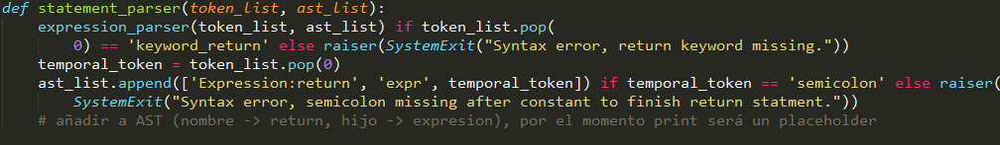 def statement_parser(token_list, ast_list):
    expression_parser(token_list, ast_list) if token_list.pop(
        0) == 'keyword_return' else raiser(SystemExit("Syntax error, return keyword missing."))
    temporal_token = token_list.pop(0)
    ast_list.append(['Expression:return', 'expr', temporal_token]) if temporal_token == 'semicolon' else raiser(
        SystemExit("Syntax error, semicolon missing after constant to finish return statment."))
    # añadir a AST (nombre -> return, hijo -> expresion), por el momento print será un placeholder